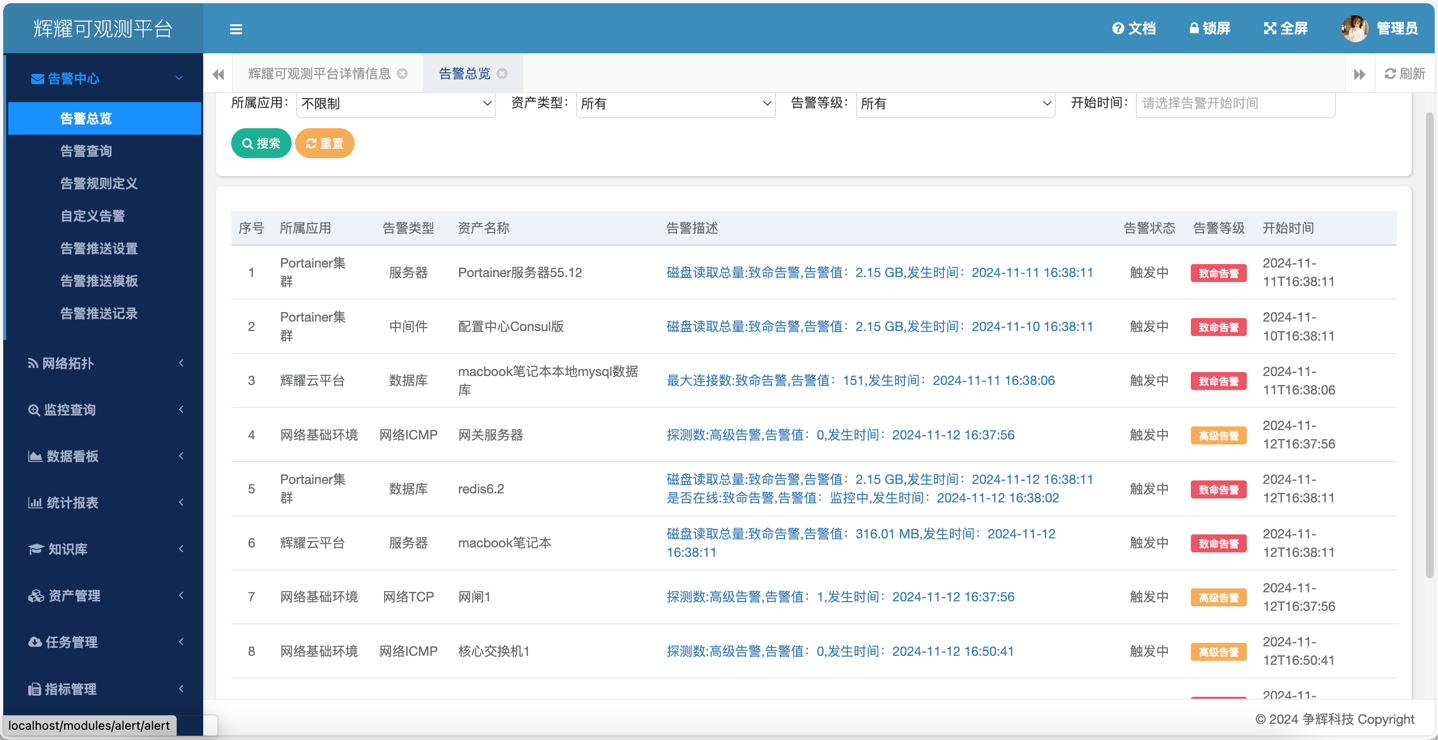 辉耀可观测平台
文档 锁屏 全屏 管理员
告警中心
告警总览
告警查询
告警规则定义
自定义告警
告警推送设置
告警推送模板
告警推送记录
网络拓扑
监控查询
数据看板
统计报表
知识库
资产管理
任务管理
指标管理
localhost/modules/alert/alert
辉耀可观测平台详情信息 告警总览 刷新
所属应用： 不限制 资产类型： 所有 告警等级： 所有 开始时间： 请选择告警开始时间
搜索 重置
序号 所属应用 告警类型 资产名称 告警描述 告警状态 告警等级 开始时间
1 Portainer集群 服务器 Portainer服务器55.12 磁盘读取总量:致命告警,告警值：2.15 GB,发生时间：2024-11-11 16:38:11 触发中 致命告警 2024-11-11T16:38:11
2 Portainer集群 中间件 配置中心Consul版 磁盘读取总量:致命告警,告警值：2.15 GB,发生时间：2024-11-10 16:38:11 触发中 致命告警 2024-11-10T16:38:11
3 辉耀云平台 数据库 macbook笔记本本地mysql数据库 最大连接数:致命告警,告警值：151,发生时间：2024-11-11 16:38:06 触发中 致命告警 2024-11-11T16:38:06
4 网络基础环境 网络ICMP 网关服务器 探测数:高级告警,告警值：0,发生时间：2024-11-12 16:37:56 触发中 高级告警 2024-11-12T16:37:56
5 Portainer集群 数据库 redis6.2 磁盘读取总量:致命告警,告警值：2.15 GB,发生时间：2024-11-12 16:38:11
是否在线:致命告警,告警值：监控中,发生时间：2024-11-12 16:38:02 触发中 致命告警 2024-11-12T16:38:11
6 辉耀云平台 服务器 macbook笔记本 磁盘读取总量:致命告警,告警值：316.01 MB,发生时间：2024-11-12 16:38:11 触发中 致命告警 2024-11-12T16:38:11
7 网络基础环境 网络TCP 网闸1 探测数:高级告警,告警值：1,发生时间：2024-11-12 16:37:56 触发中 高级告警 2024-11-12T16:37:56
8 网络基础环境 网络ICMP 核心交换机1 探测数:高级告警,告警值：0,发生时间：2024-11-12 16:50:41 触发中 高级告警 2024-11-12T16:50:41
2024-11-
© 2024 争辉科技 Copyright